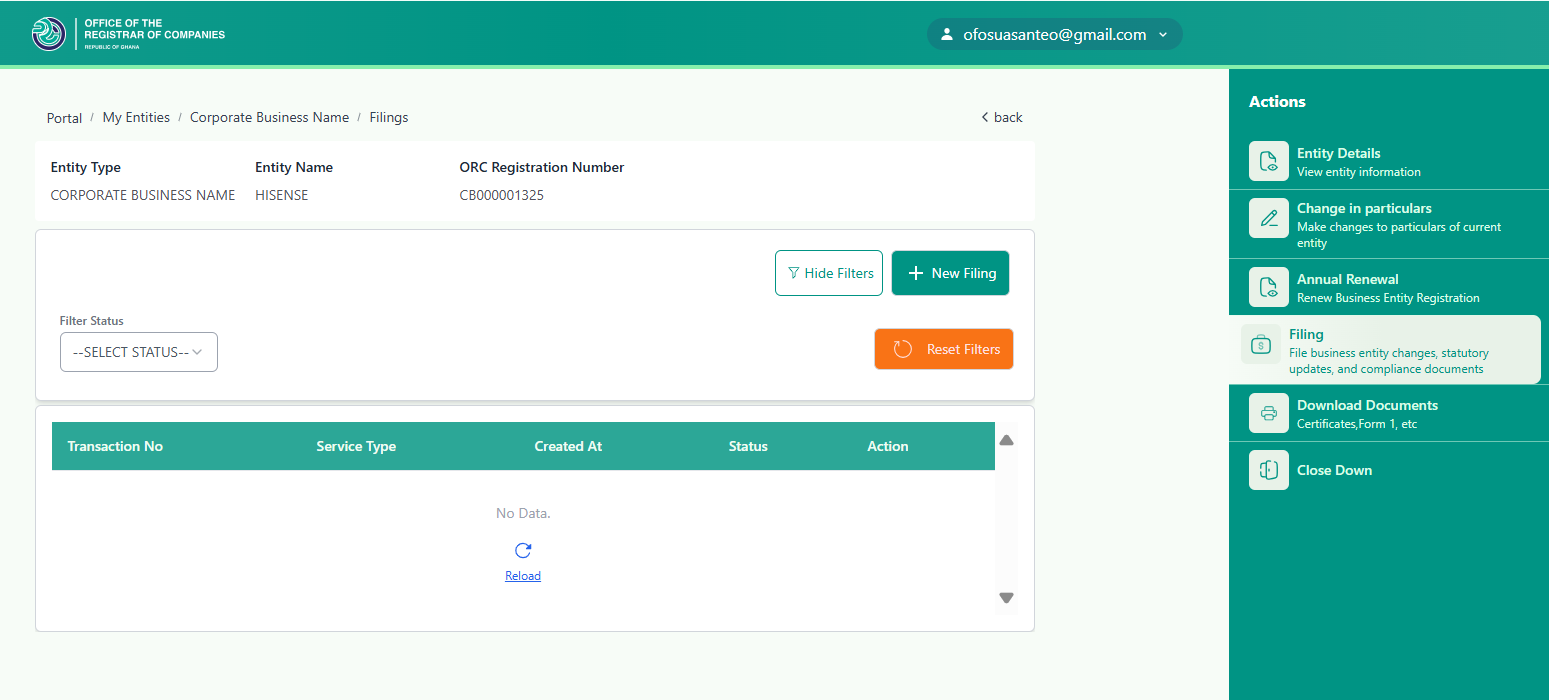 OFFICE OF THE
REGISTRAR OF COMPANIES
REPUBLIC OF GHANA
ofosuasanteo@gmail.com
Portal / My Entities / Corporate Business Name / Filings
back
Entity Type Entity Name ORC Registration Number
CORPORATE BUSINESS NAME HISENSE CB000001325
Hide Filters New Filing
Filter Status
--SELECT STATUS--
Reset Filters
Transaction No Service Type Created At Status Action
No Data.
Reload
Actions
Entity Details
View entity information
Change in particulars
Make changes to particulars of current
entity
Annual Renewal
Renew Business Entity Registration
Filing
File business entity changes, statutory
updates, and compliance documents
Download Documents
Certificates,Form 1, etc
Close Down